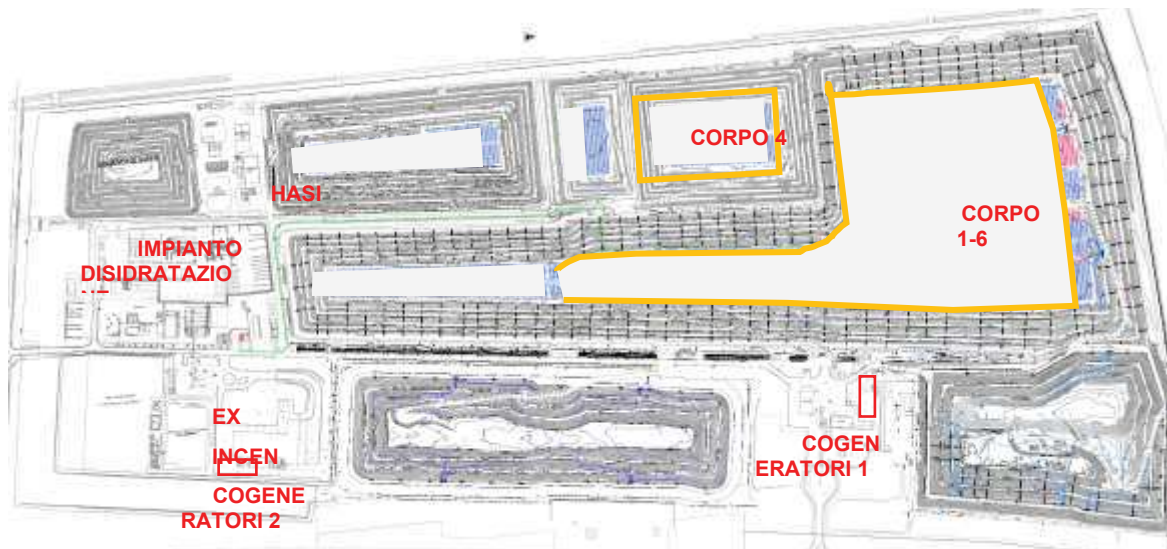 CORPO 4
HASI
CORPO
1-6
IMPIANTO
DISIDRATAZIO
EX
INCEN
COGENE
RATORI 2
COGEN
ERATORI 1